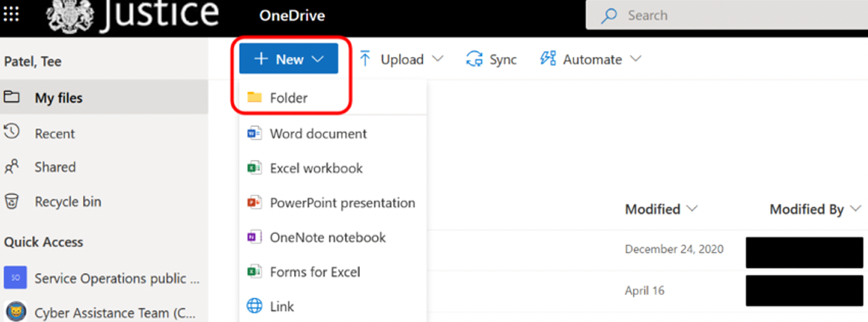 Justice
OneDrive
Search
Patel, Tee
New
Upload
Sync
Automate
My files
Folder
Recent
Word document
Shared
Excel workbook
Recycle bin
PowerPoint presentation
Modified
Modified By
Quick Access
OneNote notebook
December 24, 2020
SO
Service Operations public ...
Forms for Excel
April 16
Cyber Assistance Team (C...
Link